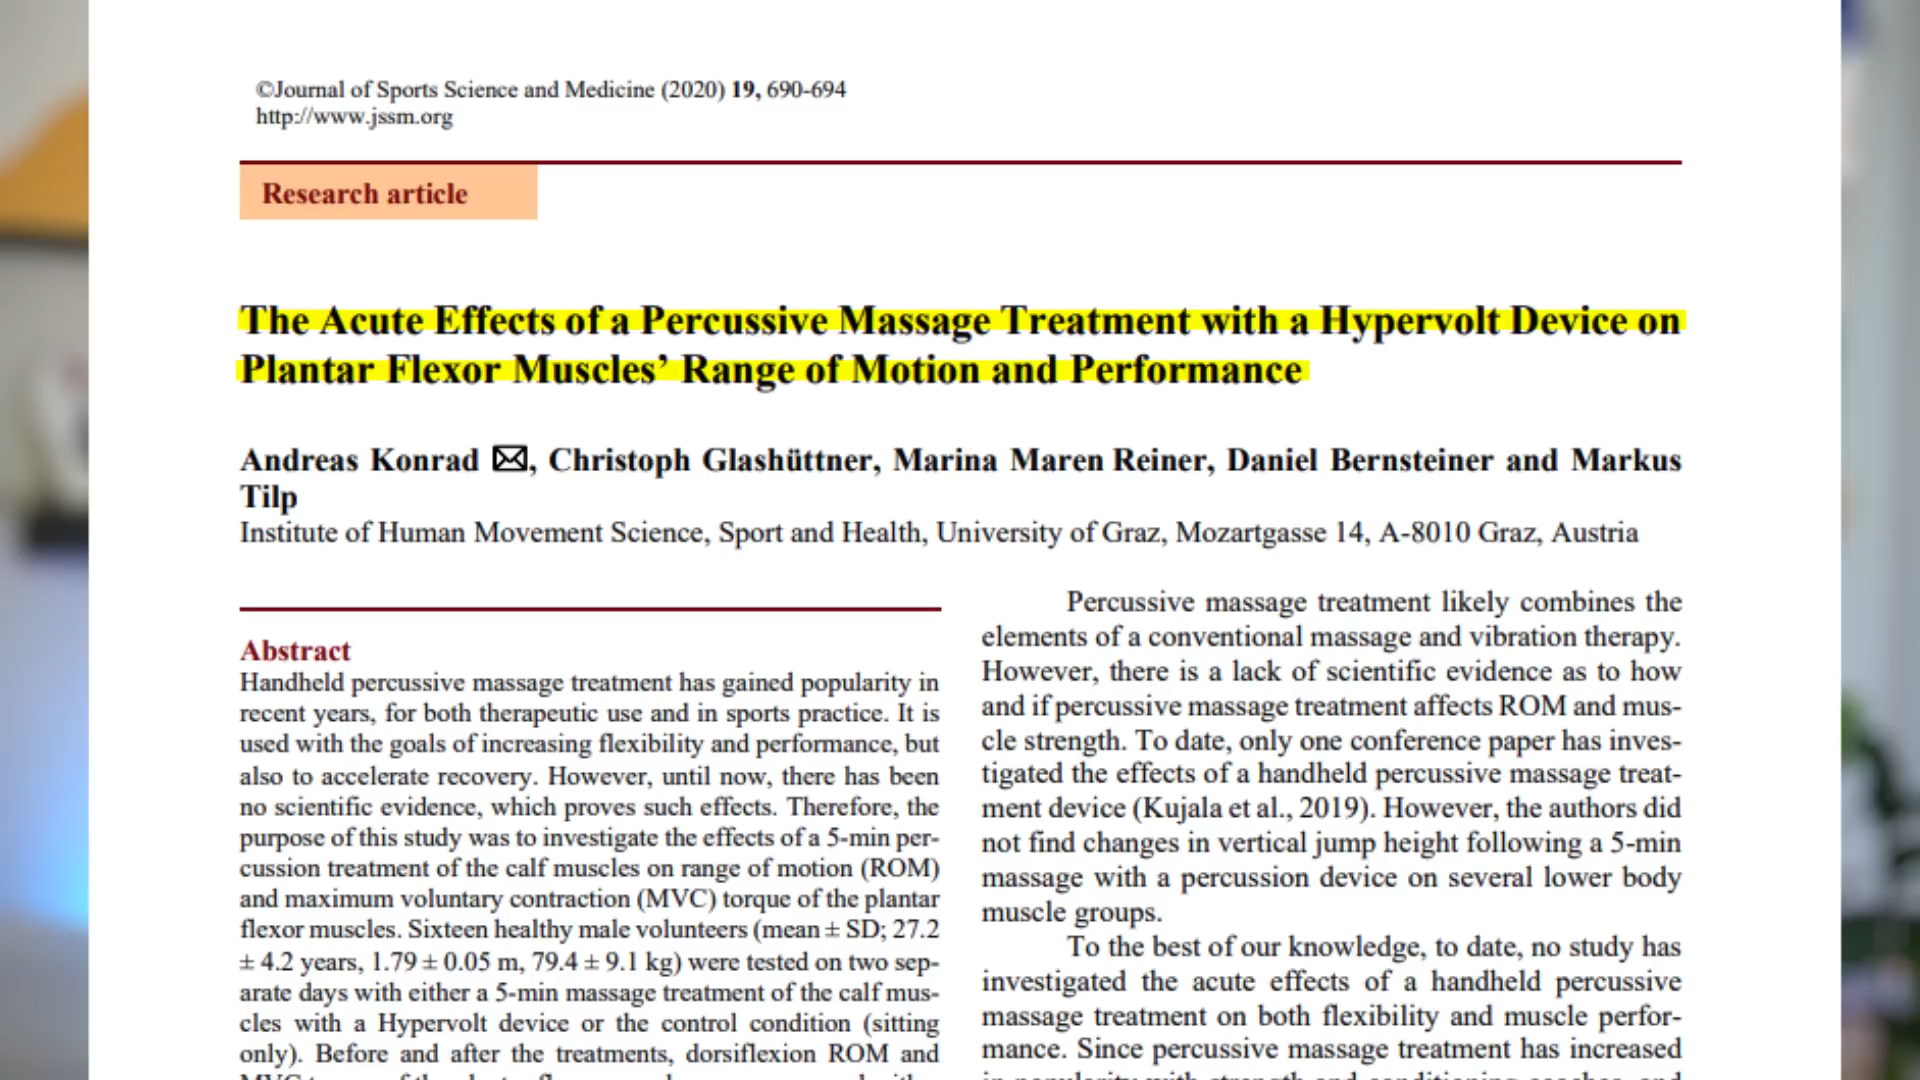 ©Journal of Sports Science and Medicine (2020) 19, 690-694
http://www.jssm.org
Research article
The Acute Effects of a Percussive Massage Treatment with a Hypervolt Device on
Plantar Flexor Muscles’ Range of Motion and Performance
Andreas Konrad ✉, Christoph Glashüttner, Marina Maren Reiner, Daniel Bernsteiner and Markus
Tilp
Institute of Human Movement Science, Sport and Health, University of Graz, Mozartgasse 14, A-8010 Graz, Austria
Abstract
Handheld percussive massage treatment has gained popularity in
recent years, for both therapeutic use and in sports practice. It is
used with the goals of increasing flexibility and performance, but
also to accelerate recovery. However, until now, there has been
no scientific evidence, which proves such effects. Therefore, the
purpose of this study was to investigate the effects of a 5-min per-
cussion treatment of the calf muscles on range of motion (ROM)
and maximum voluntary contraction (MVC) torque of the plantar
flexor muscles. Sixteen healthy male volunteers (mean ± SD; 27.2
± 4.2 years, 1.79 ± 0.05 m, 79.4 ± 9.1 kg) were tested on two sep-
arate days with either a 5-min massage treatment of the calf mus-
cles with a Hypervolt device or the control condition (sitting
only). Before and after the treatments, dorsiflexion ROM and
Percussive massage treatment likely combines the
elements of a conventional massage and vibration therapy.
However, there is a lack of scientific evidence as to how
and if percussive massage treatment affects ROM and mus-
cle strength. To date, only one conference paper has inves-
tigated the effects of a handheld percussive massage treat-
ment device (Kujala et al., 2019). However, the authors did
not find changes in vertical jump height following a 5-min
massage with a percussion device on several lower body
muscle groups.
To the best of our knowledge, to date, no study has
investigated the acute effects of a handheld percussive
massage treatment on both flexibility and muscle perfor-
mance. Since percussive massage treatment has increased